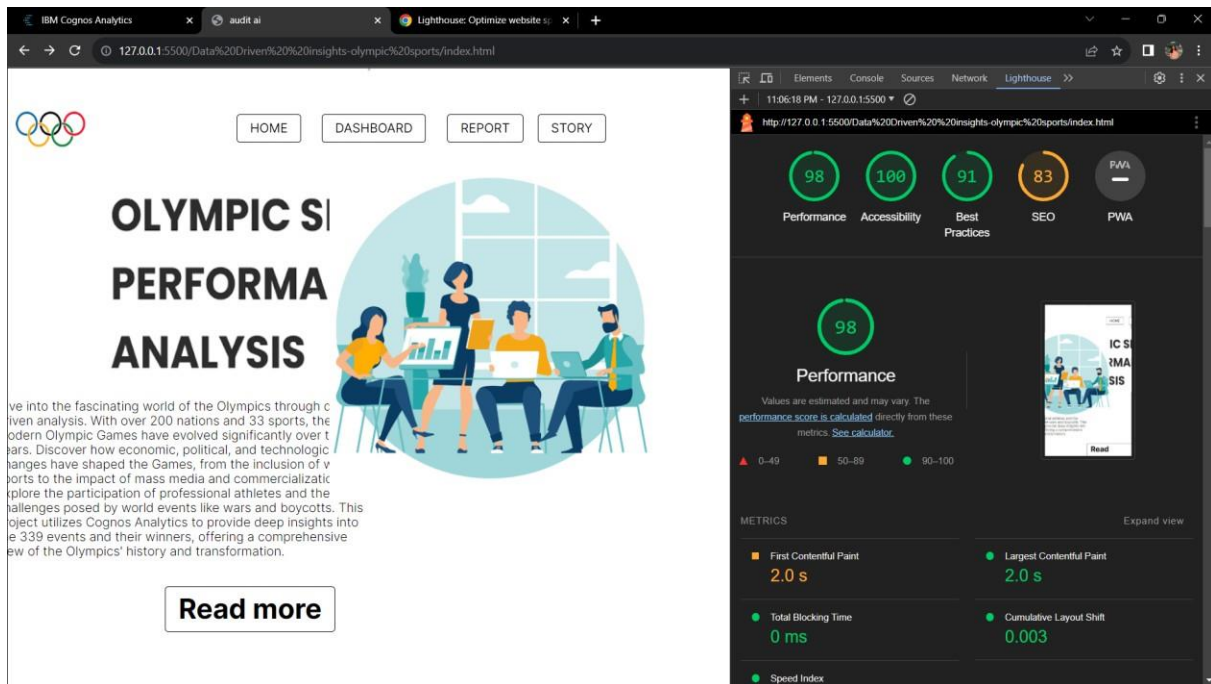 IBM Cognos Analytics
audit ai
Lighthouse: Optimize website sp
127.0.0.1:5500/Data%20Driven%20%20insights-olympic%20sports/index.html
Elements Console Sources Network Lighthouse
11:06:18 PM - 127.0.0.1:5500
http://127.0.0.1:5500/Data%20Driven%20%20insights-olympic%20sports/index.html
HOME DASHBOARD REPORT STORY
OLYMPIC S
PERFORMA
ANALYSIS
ve into the fascinating world of the Olympics through
riven analysis. With over 200 nations and 33 sports, the
odern Olympic Games have evolved significantly over t
ears. Discover how economic, political, and technologic
hanges have shaped the Games, from the inclusion of
ports to the impact of mass media and commercializatic
xplore the participation of professional athletes and the
hallenges posed by world events like wars and boycotts. This
oject utilizes Cognos Analytics to provide deep insights into
e 339 events and their winners, offering a comprehensive
ew of the Olympics' history and transformation.
Read more
98 100 91 83 PWA
Performance Accessibility Best Practices SEO PWA
98
Performance
Values are estimated and may vary. The
performance score is calculated directly from these
metrics. See calculator.
0–49 50–89 90–100
HOME
IC S
RMA
SIS
Read
METRICS Expand view
First Contentful Paint
2.0 s
Largest Contentful Paint
2.0 s
Total Blocking Time
0 ms
Cumulative Layout Shift
0.003
Speed Index